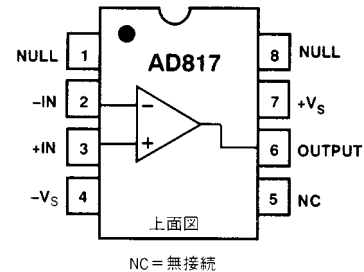 NULL 1 AD817 8 NULL
–IN 2 – 7 +VS
+IN 3 + 6 OUTPUT
–VS 4 上面図 5 NC
NC＝無接続